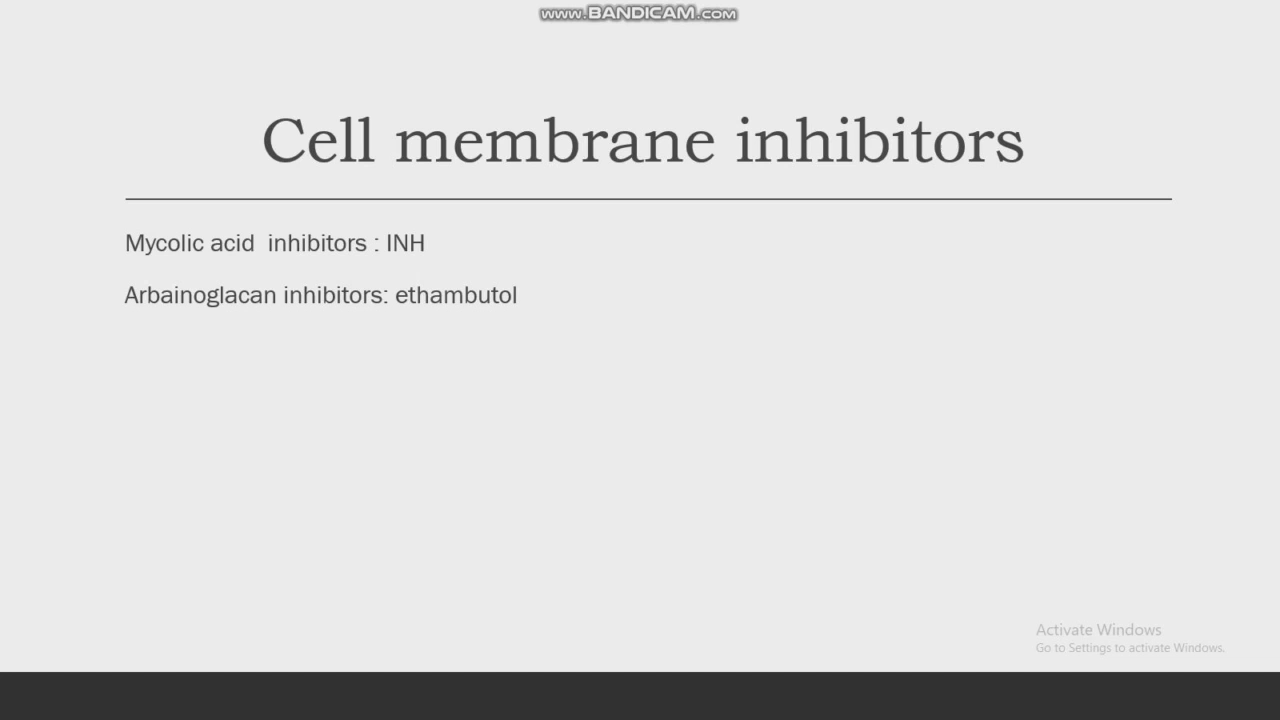 www.BANDICAM.com
Cell membrane inhibitors
Mycolic acid  inhibitors : INH
Arbainoglacan inhibitors: ethambutol
Activate Windows
Go to Settings to activate Windows.